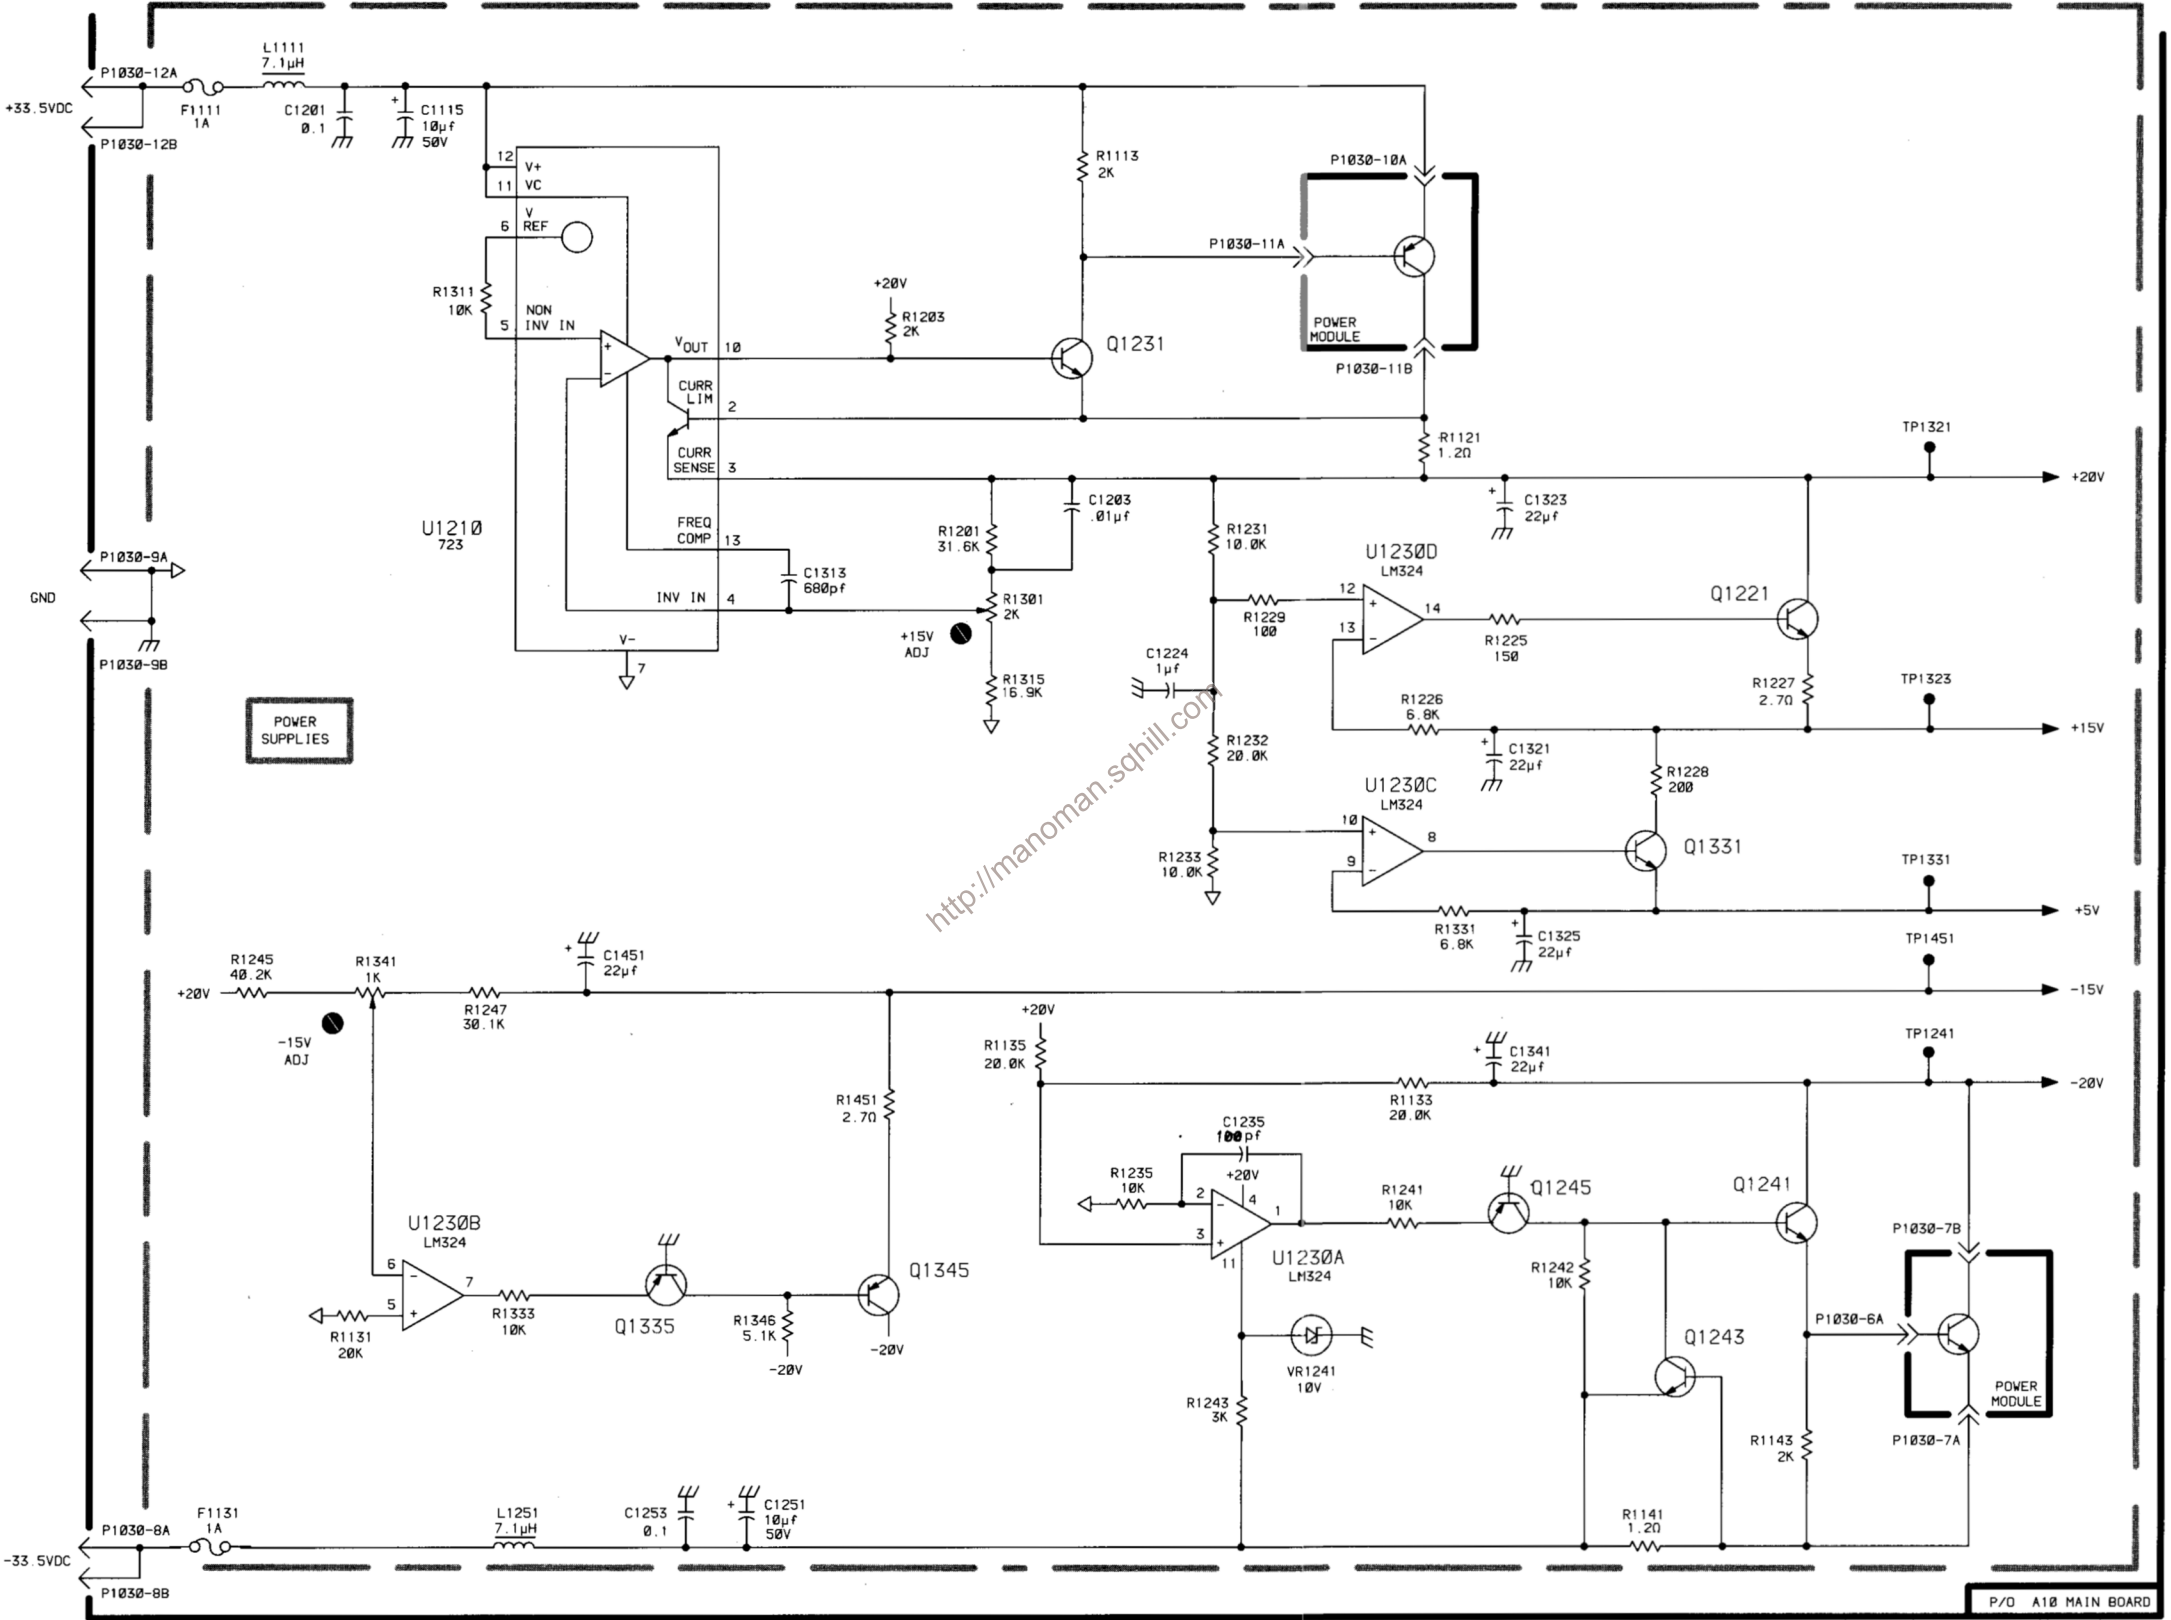 L1111
7.1µH
P1030-12A
+33.5VDC
F1111
1A
P1030-12B
C1201
0.1
+
C1115
10µf
50V
12
V+
11
VC
V
REF
6
R1311
10K
NON
INV IN
5
+
-
VOUT
10
CURR
LIM
2
CURR
SENSE
3
FREQ
COMP
13
INV IN
4
V-
7
U1210
723
C1313
680pf
+20V
R1203
2K
R1113
2K
Q1231
P1030-10A
P1030-11A
POWER
MODULE
P1030-11B
R1121
1.2Ω
TP1321
+20V
R1201
31.6K
C1203
.01µf
R1301
2K
+15V
ADJ
R1315
16.9K
R1231
10.0K
+
C1323
22µf
U1230D
LM324
12
+
13
-
14
R1229
100
R1225
150
Q1221
C1224
1µf
R1226
6.8K
R1227
2.7Ω
TP1323
+15V
+
C1321
22µf
R1232
20.0K
R1228
200
U1230C
LM324
10
+
9
-
8
Q1331
R1233
10.0K
TP1331
+5V
R1331
6.8K
+
C1325
22µf
P1030-9A
GND
P1030-9B
POWER
SUPPLIES
http://manoman.sqhill.com
R1245
40.2K
+20V
R1341
1K
R1247
30.1K
-15V
ADJ
+
C1451
22µf
TP1451
-15V
R1451
2.7Ω
+20V
R1135
20.0K
+
C1341
22µf
TP1241
-20V
R1133
20.0K
U1230B
LM324
6
-
5
+
7
R1131
20K
R1333
10K
Q1335
R1346
5.1K
-20V
Q1345
-20V
C1235
100pf
+20V
R1235
10K
2
-
4
3
+
1
11
U1230A
LM324
R1241
10K
Q1245
R1242
10K
Q1241
Q1243
VR1241
10V
R1243
3K
P1030-7B
P1030-6A
POWER
MODULE
P1030-7A
R1143
2K
R1141
1.2Ω
P1030-8A
-33.5VDC
P1030-8B
F1131
1A
L1251
7.1µH
C1253
0.1
+
C1251
10µf
50V
P/O A10 MAIN BOARD